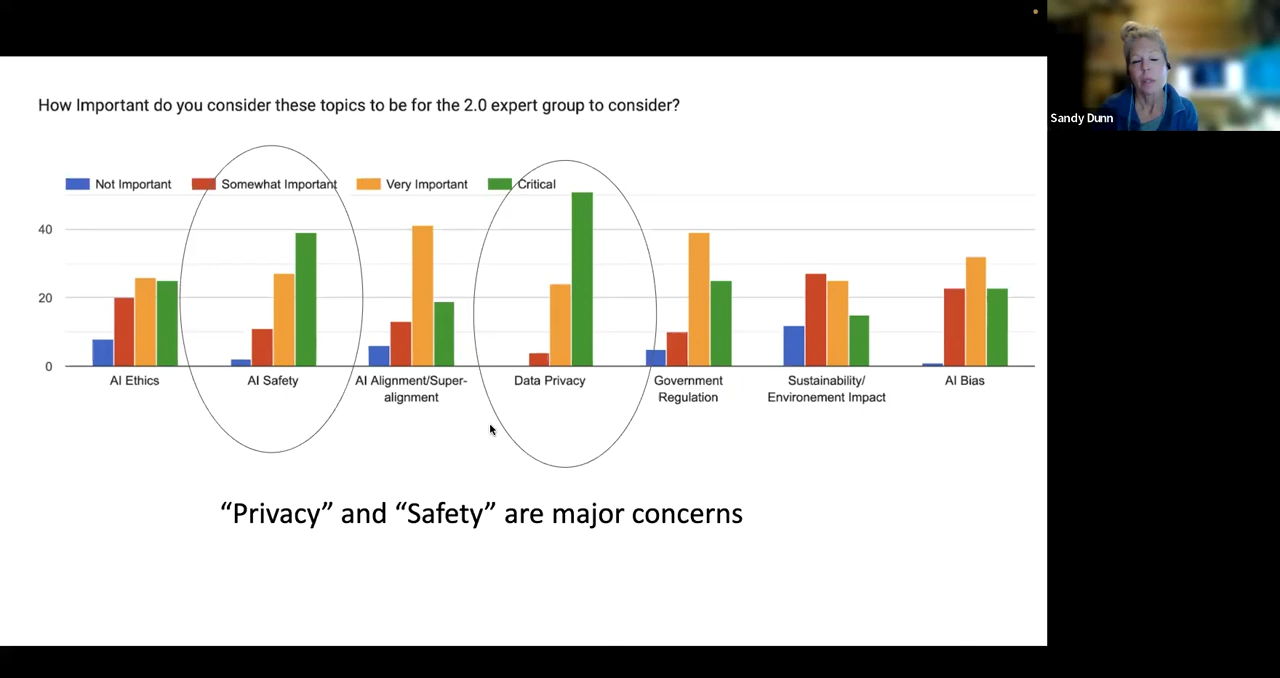 How Important do you consider these topics to be for the 2.0 expert group to consider?
Not Important Somewhat Important Very Important Critical
40
20
0
AI Ethics AI Safety AI Alignment/Super- Data Privacy Government Sustainability/ AI Bias
alignment Regulation Environement Impact
“Privacy” and “Safety” are major concerns
Sandy Dunn